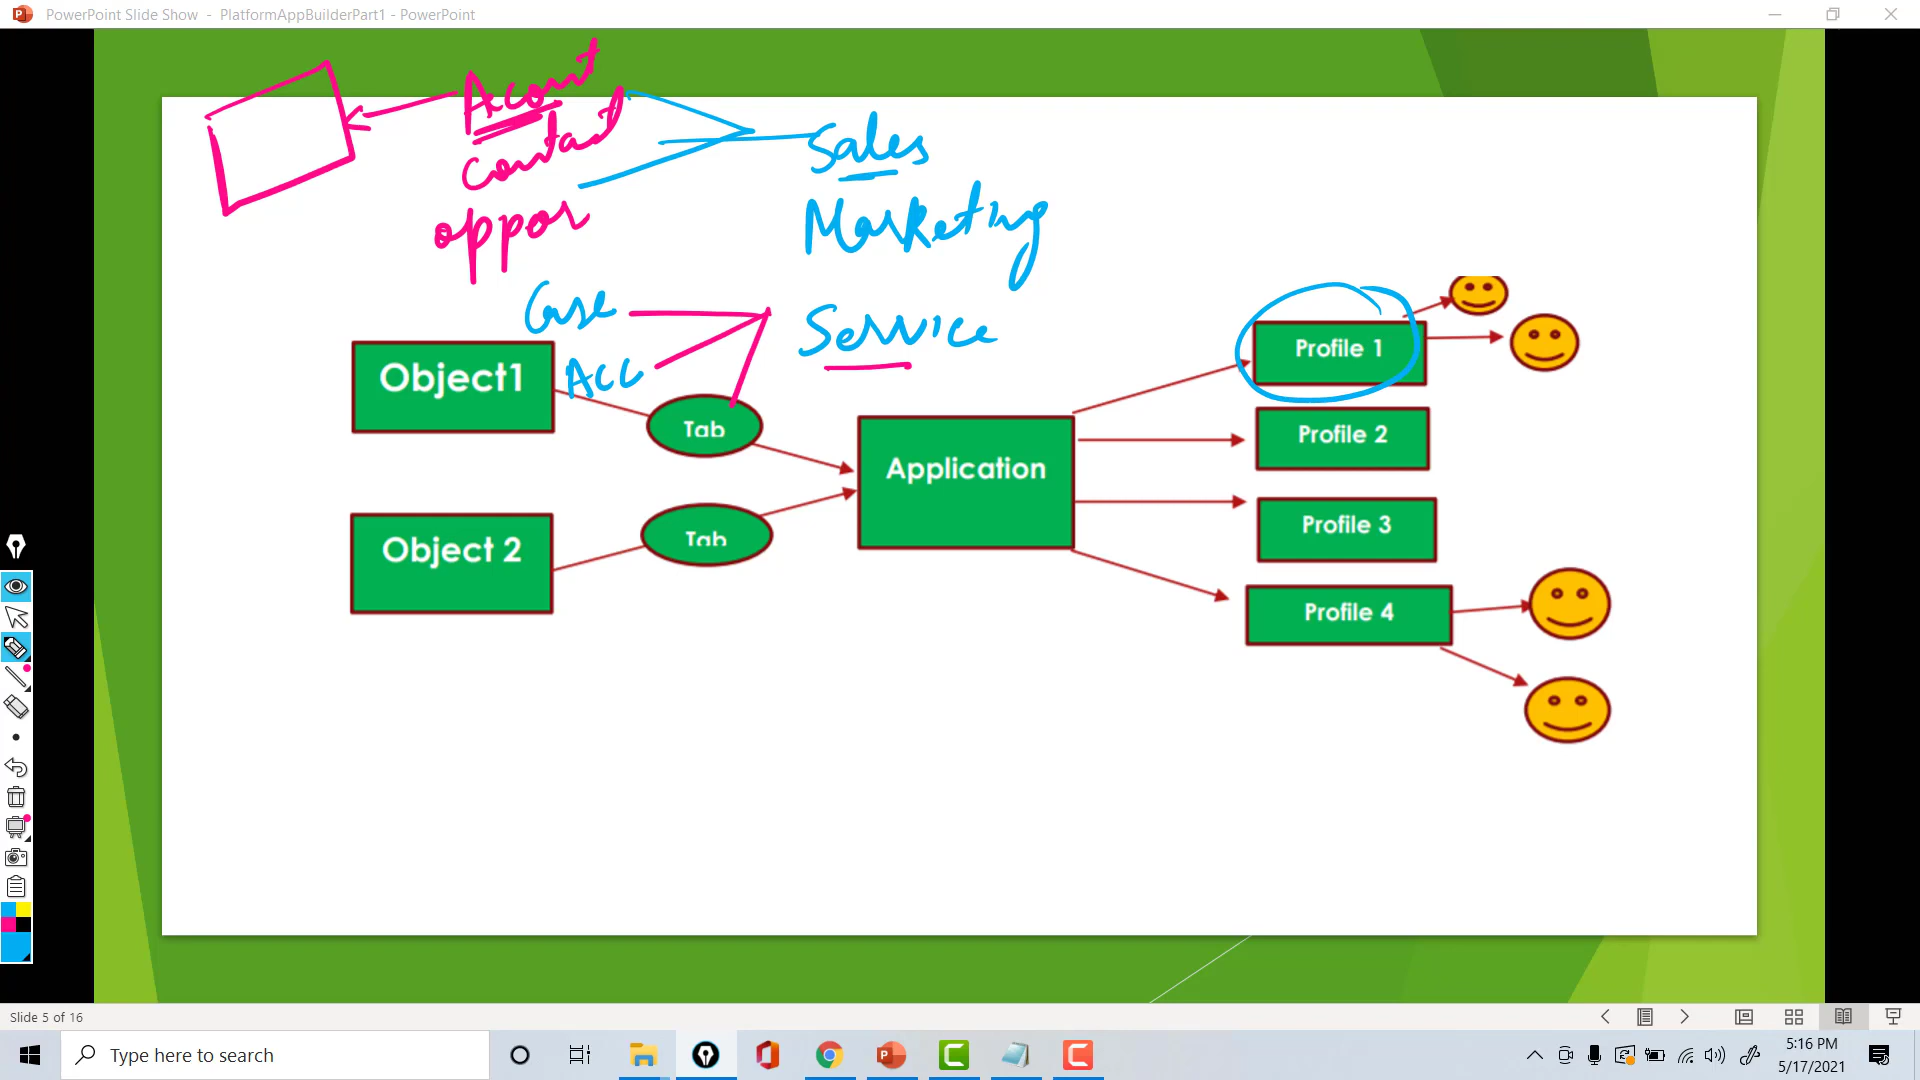 PowerPoint Slide Show - PlatformAppBuilderPart1 - PowerPoint
Acount
Contact
oppor
Sales
Marketing
Service
Case
Acc
Object1
Tab
Object 2
Tab
Application
Profile 1
Profile 2
Profile 3
Profile 4
Slide 5 of 16
Type here to search
5:16 PM
5/17/2021